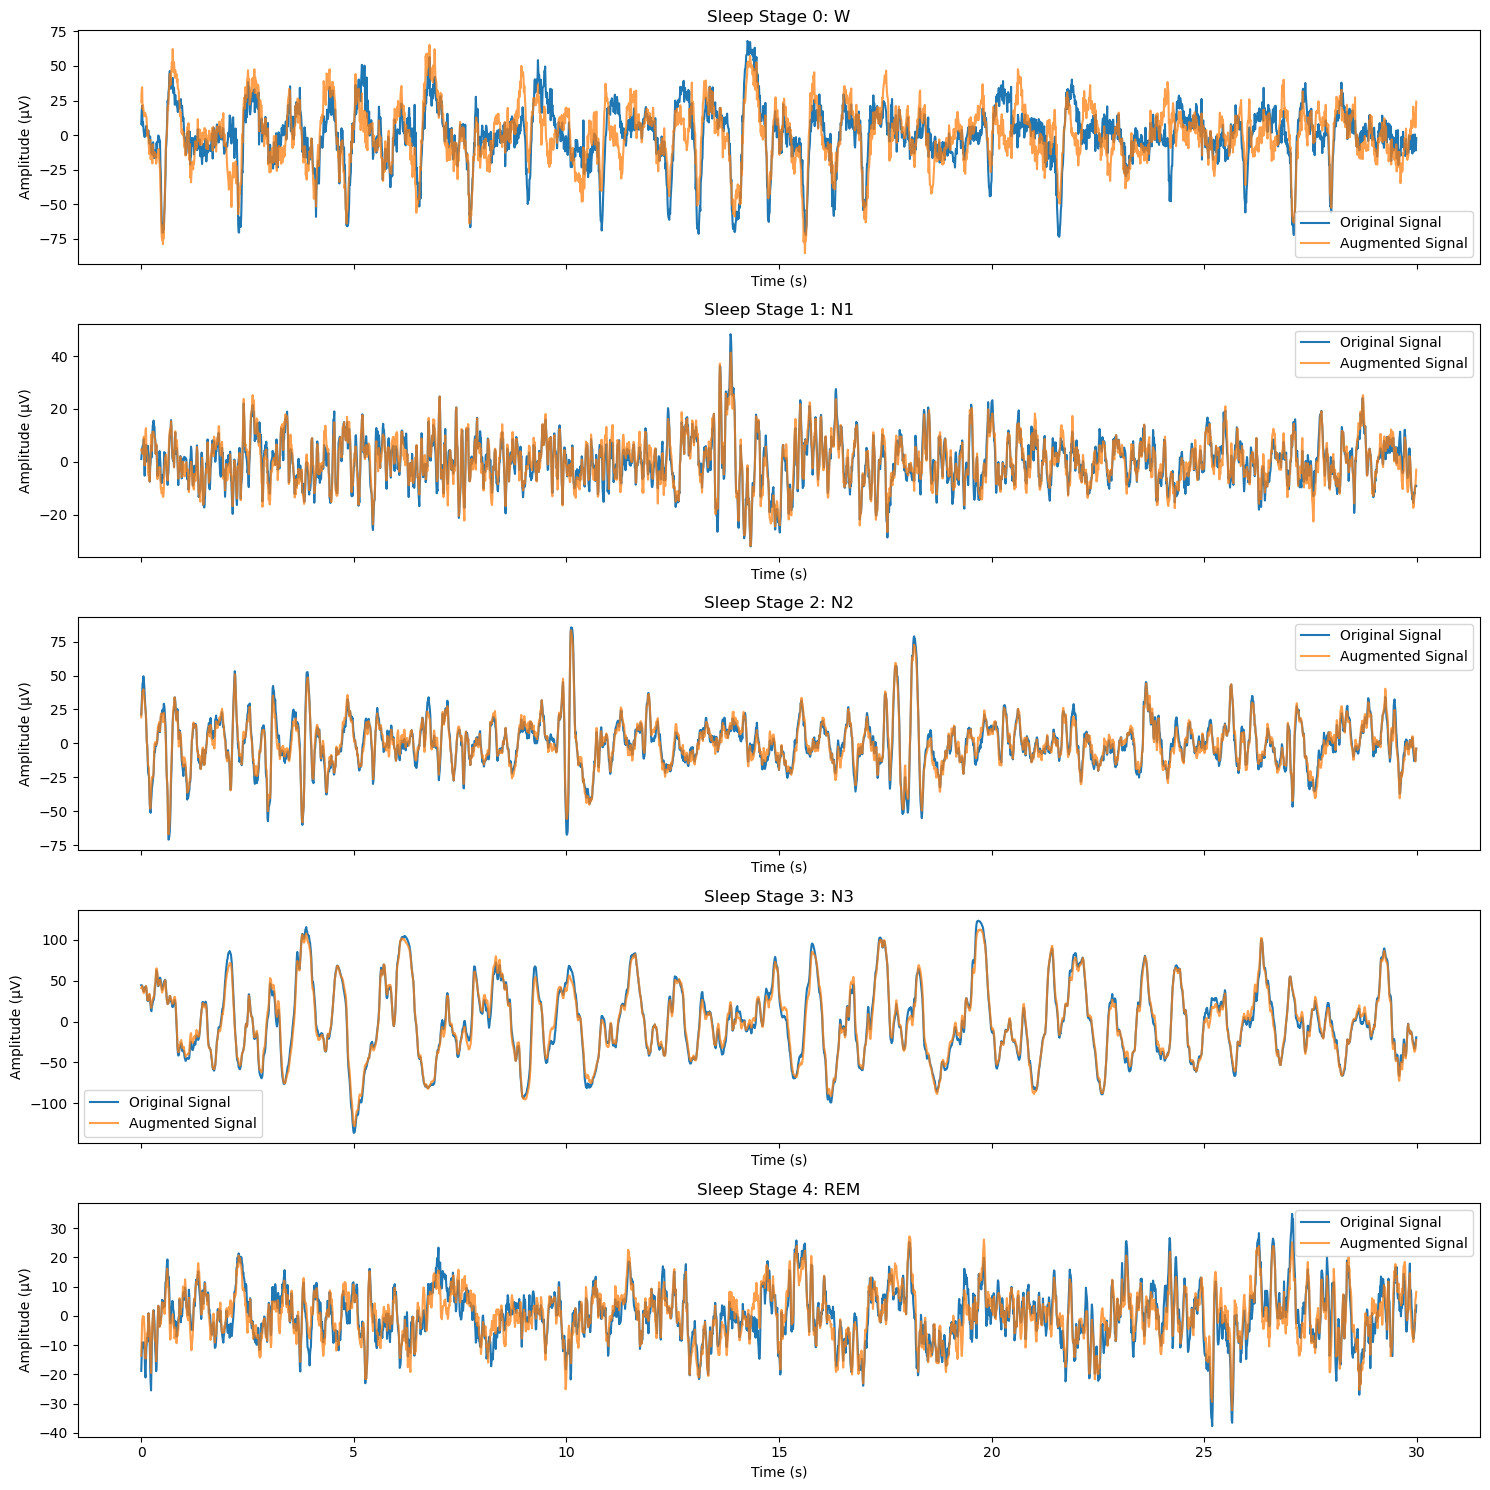 Sleep Stage 0: W
75
50
25
0
−25
−50
−75
Amplitude (µV)
Original Signal
Augmented Signal
Time (s)
Sleep Stage 1: N1
40
20
0
−20
Amplitude (µV)
Original Signal
Augmented Signal
Time (s)
Sleep Stage 2: N2
75
50
25
0
−25
−50
−75
Amplitude (µV)
Original Signal
Augmented Signal
Time (s)
Sleep Stage 3: N3
100
50
0
−50
−100
Amplitude (µV)
Original Signal
Augmented Signal
Time (s)
Sleep Stage 4: REM
30
20
10
0
−10
−20
−30
−40
Amplitude (µV)
Original Signal
Augmented Signal
0 5 10 15 20 25 30
Time (s)